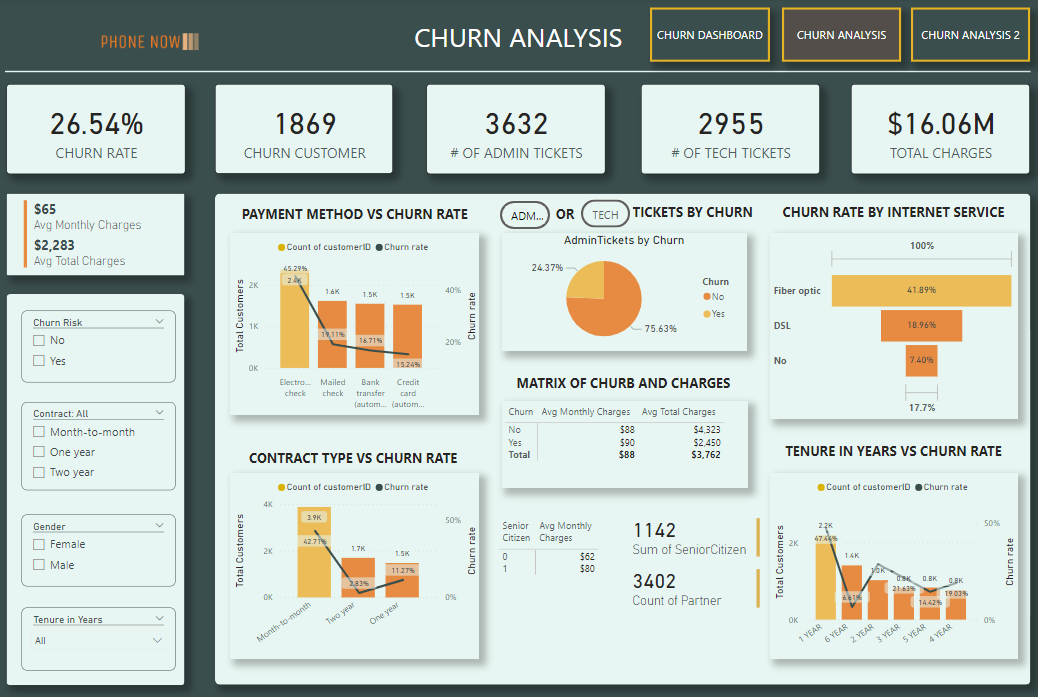 PHONE NOW
CHURN ANALYSIS
CHURN DASHBOARD
CHURN ANALYSIS
CHURN ANALYSIS 2
26.54%
CHURN RATE
1869
CHURN CUSTOMER
3632
# OF ADMIN TICKETS
2955
# OF TECH TICKETS
$16.06M
TOTAL CHARGES
$65
Avg Monthly Charges
$2,283
Avg Total Charges
Churn Risk
No
Yes
Contract: All
Month-to-month
One year
Two year
Gender
Female
Male
Tenure in Years
All
PAYMENT METHOD VS CHURN RATE
Count of customerID Churn rate
Total Customers
2K
1K
0K
45.29%
2.4K
1.6K
1.5K
1.5K
19.11%
16.71%
15.24%
40%
20%
Churn rate
Electro...
check
Mailed
check
Bank
transfer
(autom...
Credit
card
(autom...
CONTRACT TYPE VS CHURN RATE
Count of customerID Churn rate
Total Customers
4K
2K
0K
3.9K
42.71%
1.7K
2.83%
1.5K
11.27%
50%
0%
Churn rate
Month-to-month
Two year
One year
ADM...
OR
TECH
TICKETS BY CHURN
AdminTickets by Churn
24.37%
75.63%
Churn
No
Yes
MATRIX OF CHURB AND CHARGES
Churn Avg Monthly Charges Avg Total Charges
No $88 $4,323
Yes $90 $2,450
Total $88 $3,762
Senior Avg Monthly
Citizen Charges
0 $62
1 $80
1142
Sum of SeniorCitizen
3402
Count of Partner
CHURN RATE BY INTERNET SERVICE
100%
Fiber optic 41.89%
DSL 18.96%
No 7.40%
17.7%
TENURE IN YEARS VS CHURN RATE
Count of customerID Churn rate
Total Customers
2K
0K
2.2K
47.44%
1.4K
6.61%
1.0K
0.8K
21.63%
0.8K
14.42%
0.8K
19.03%
50%
0%
Churn rate
1 YEAR
6 YEAR
2 YEAR
3 YEAR
5 YEAR
4 YEAR